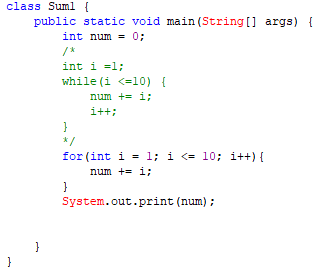 class Suml {
    public static void main(String[] args) {
        int num = 0;
        /*
        int i =1;
        while(i <=10) {
            num += i;
            i++;
        }
        */
        for(int i = 1; i <= 10; i++){
            num += i;
        }
        System.out.print(num);
    }
}